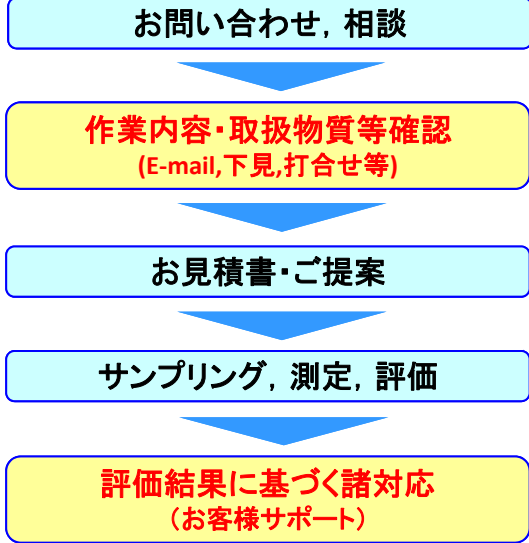 お問い合わせ, 相談
作業内容・取扱物質等確認
(E-mail,下見,打合せ等)
お見積書・ご提案
サンプリング, 測定, 評価
評価結果に基づく諸対応
（お客様サポート）